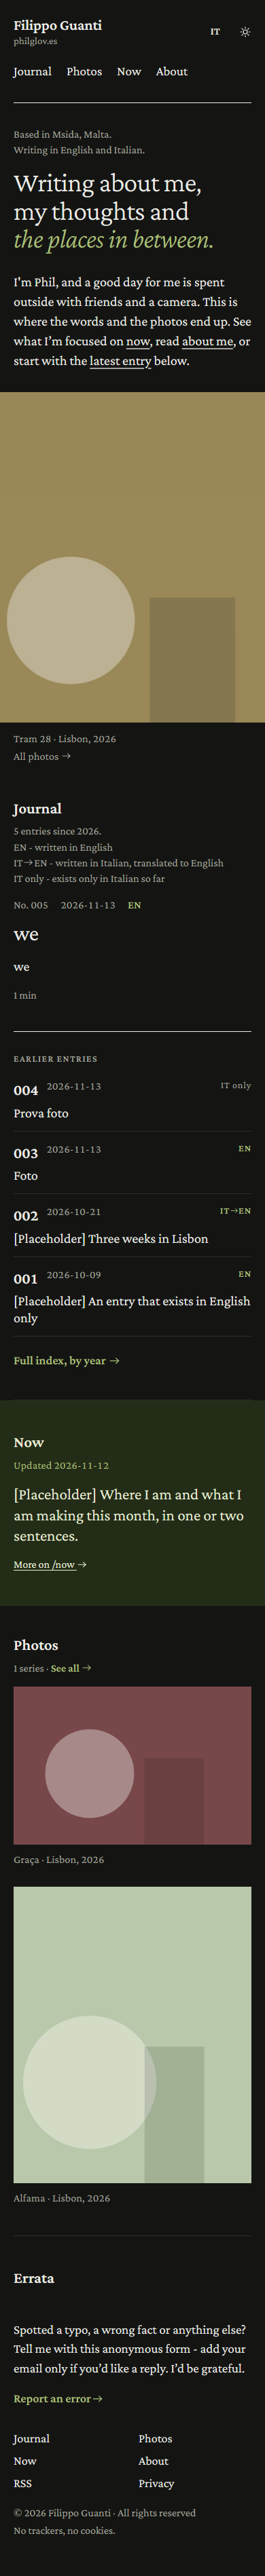 Filippo Guanti
philglov.es
IT
Journal Photos Now About
Based in Msida, Malta.
Writing in English and Italian.
Writing about me,
my thoughts and
the places in between.
I'm Phil, and a good day for me is spent
outside with friends and a camera. This is
where the words and the photos end up. See
what I’m focused on now, read about me, or
start with the latest entry below.
Tram 28 · Lisbon, 2026
All photos →
Journal
5 entries since 2026.
EN - written in English
IT→EN - written in Italian, translated to English
IT only - exists only in Italian so far
No. 005 2026-11-13 EN
we
we
1 min
EARLIER ENTRIES
004 2026-11-13 IT only
Prova foto
003 2026-11-13 EN
Foto
002 2026-10-21 IT→EN
[Placeholder] Three weeks in Lisbon
001 2026-10-09 EN
[Placeholder] An entry that exists in English
only
Full index, by year →
Now
Updated 2026-11-12
[Placeholder] Where I am and what I
am making this month, in one or two
sentences.
More on /now →
Photos
1 series · See all →
Graça · Lisbon, 2026
Alfama · Lisbon, 2026
Errata
Spotted a typo, a wrong fact or anything else?
Tell me with this anonymous form - add your
email only if you’d like a reply. I’d be grateful.
Report an error →
Journal Photos
Now About
RSS Privacy
© 2026 Filippo Guanti · All rights reserved
No trackers, no cookies.